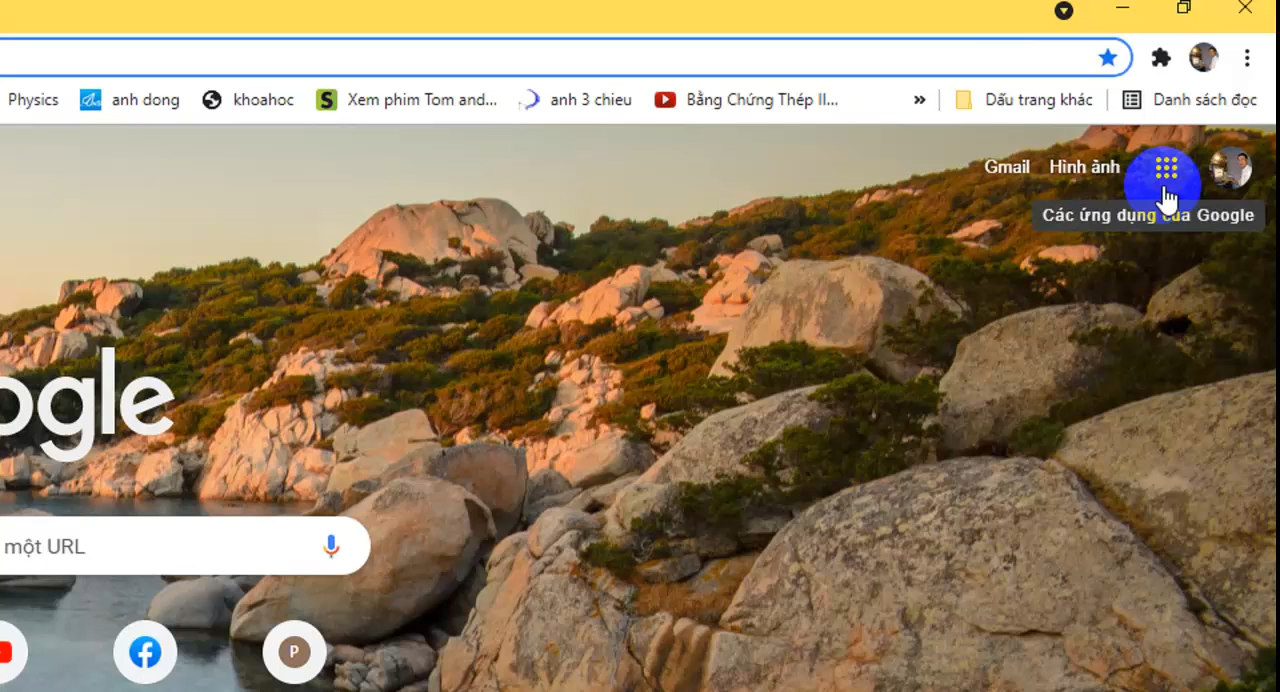 Physics anh dong khoahoc Xem phim Tom and... anh 3 chieu Bằng Chứng Thép II... » Dấu trang khác Danh sách đọc
Gmail Hình ảnh
Các ứng dụng của Google
ogle
một URL
P